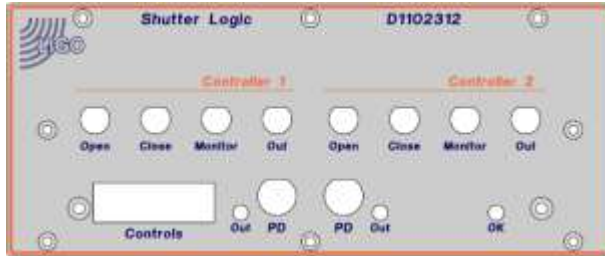 LIGO
Shutter Logic D1102312
Controller 1 Controller 2
Open Close Monitor Out Open Close Monitor Out
Controls Out PD PD Out OK